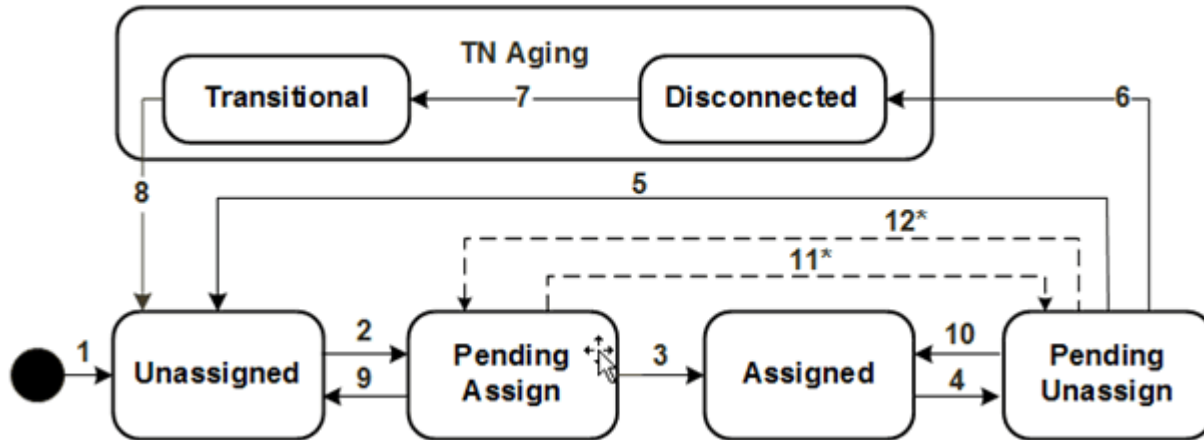 TN Aging
Transitional
7
Disconnected
6
8
5
12*
11*
1
Unassigned
2
9
Pending
Assign
3
Assigned
10
4
Pending
Unassign